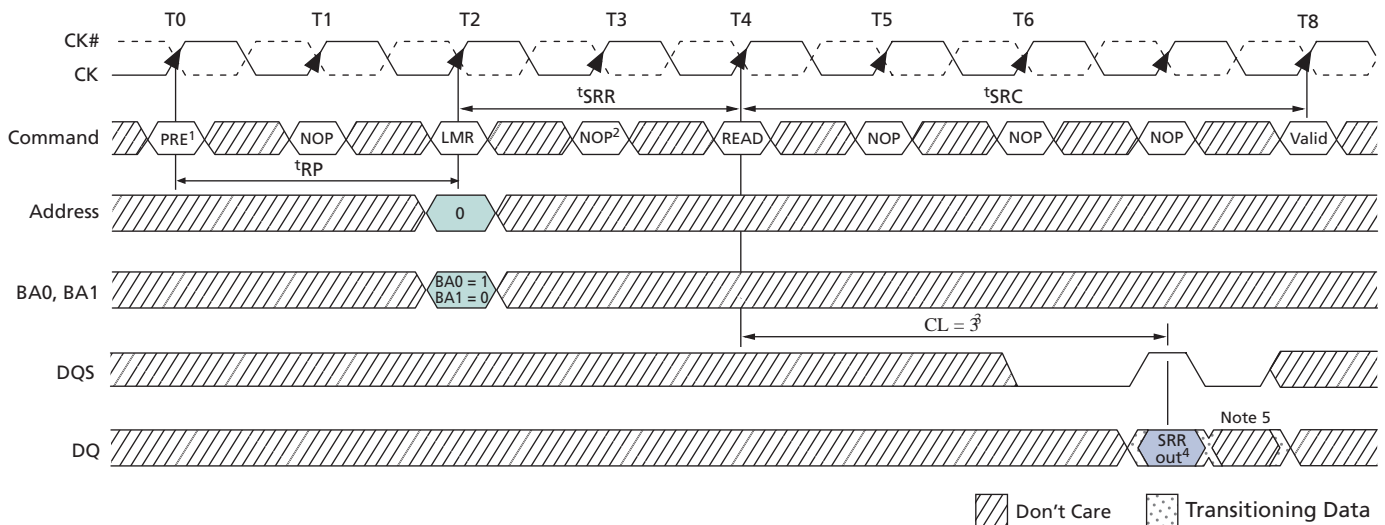 T0 T1 T2 T3 T4 T5 T6 T8
CK#
CK
tSRR tSRC
Command PRE1 NOP LMR NOP2 READ NOP NOP NOP Valid
tRP
Address 0
BA0, BA1 BA0 = 1
BA1 = 0
CL = 33
DQS
Note 5
DQ SRR
out4
Don't Care Transitioning Data